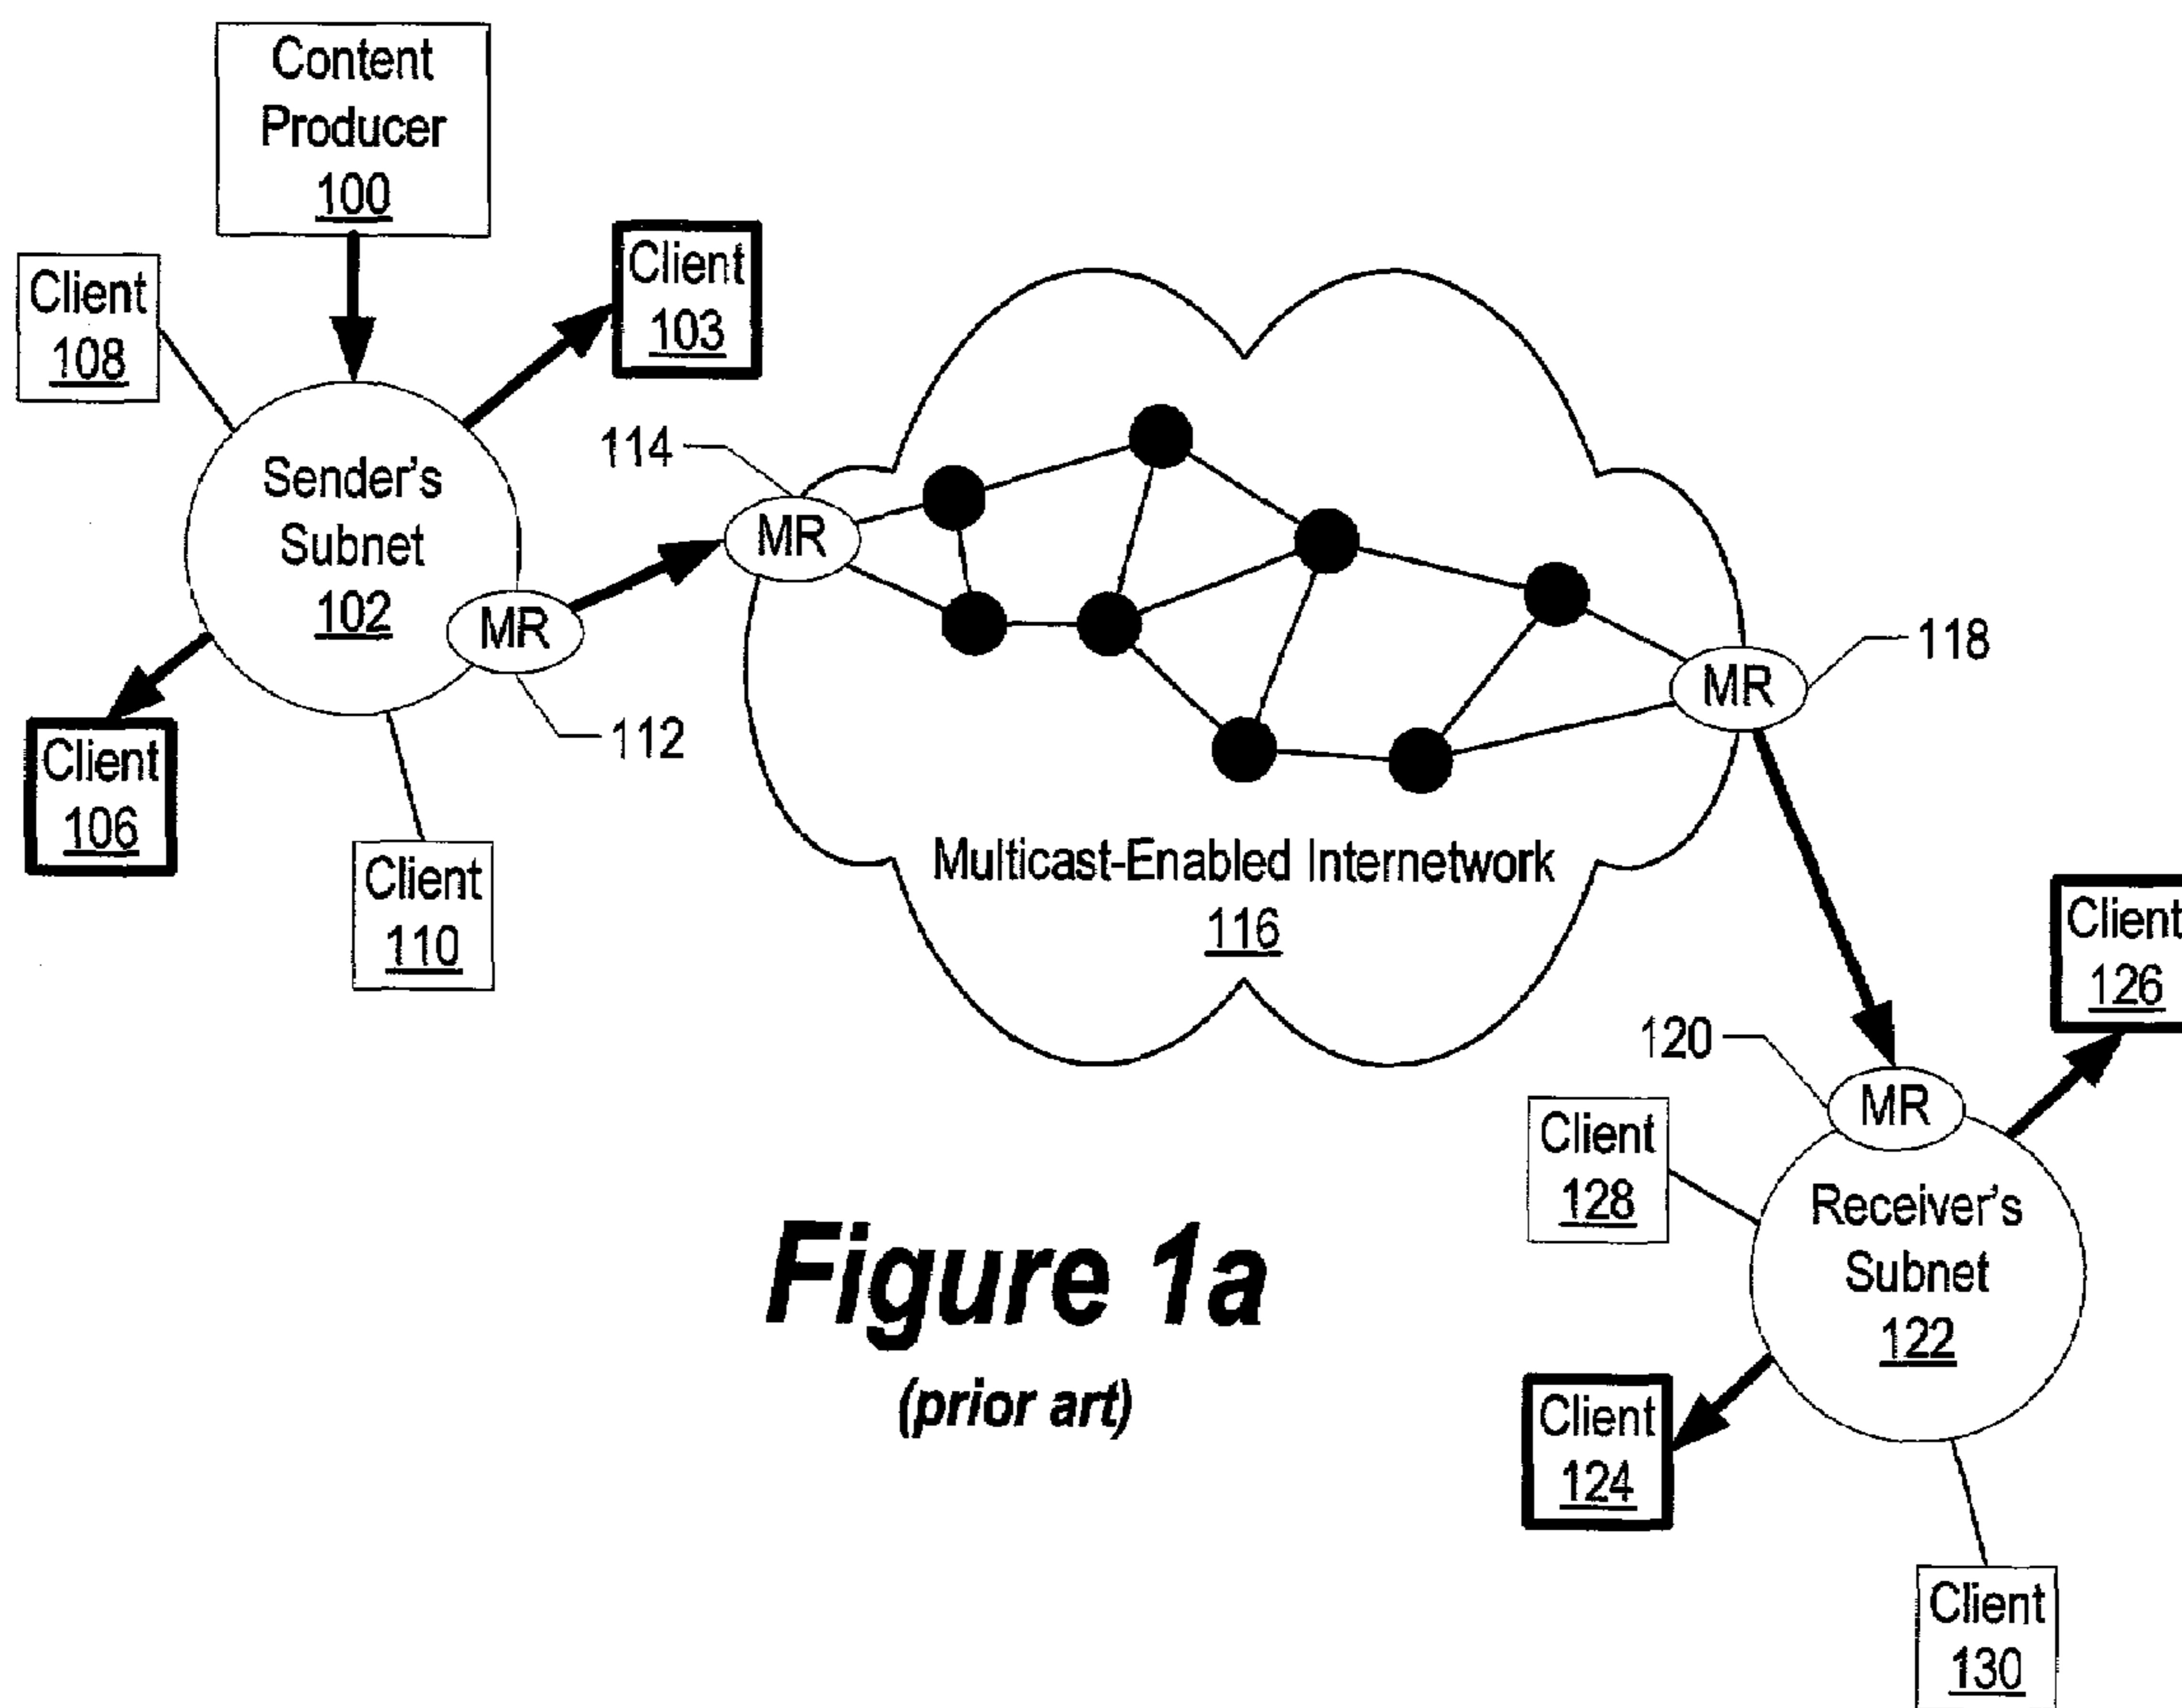 Content
Producer
100
Client
108
Client
103
Sender's
Subnet
102
114
MR
MR
112
Client
106
Client
110
MR
118
Multicast-Enabled Internetwork
116
Client
126
120
MR
Client
128
Receiver's
Subnet
122
Client
124
Client
130
Figure 1a
(prior art)